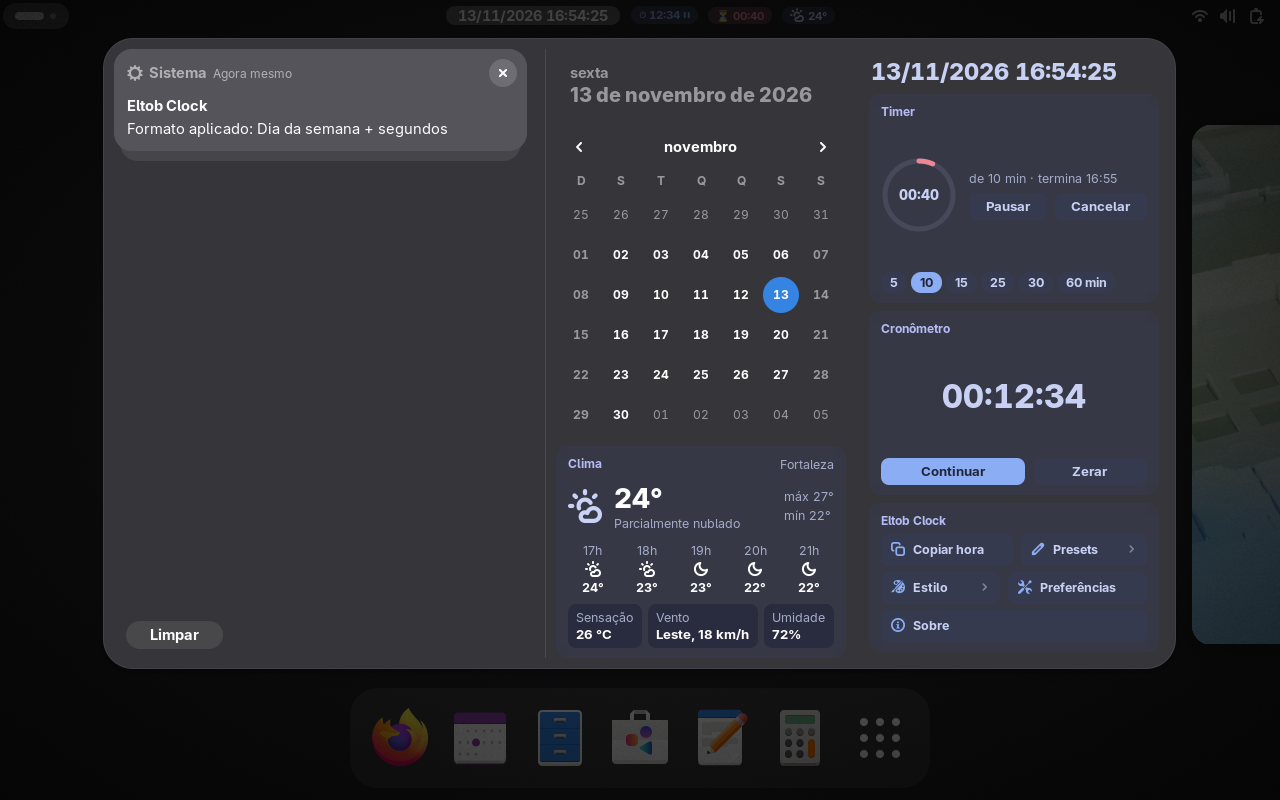 13/11/2026 16:54:25
12:34
00:40
24°
Sistema Agora mesmo
Eltob Clock
Formato aplicado: Dia da semana + segundos
Limpar
sexta
13 de novembro de 2026
novembro
D S T Q Q S S
25 26 27 28 29 30 31
01 02 03 04 05 06 07
08 09 10 11 12 13 14
15 16 17 18 19 20 21
22 23 24 25 26 27 28
29 30 01 02 03 04 05
Clima Fortaleza
24°
Parcialmente nublado
máx 27°
mín 22°
17h 18h 19h 20h 21h
24° 23° 23° 22° 22°
Sensação Vento Umidade
26 °C Leste, 18 km/h 72%
13/11/2026 16:54:25
Timer
00:40
de 10 min · termina 16:55
Pausar Cancelar
5 10 15 25 30 60 min
Cronômetro
00:12:34
Continuar Zerar
Eltob Clock
Copiar hora Presets
Estilo Preferências
Sobre